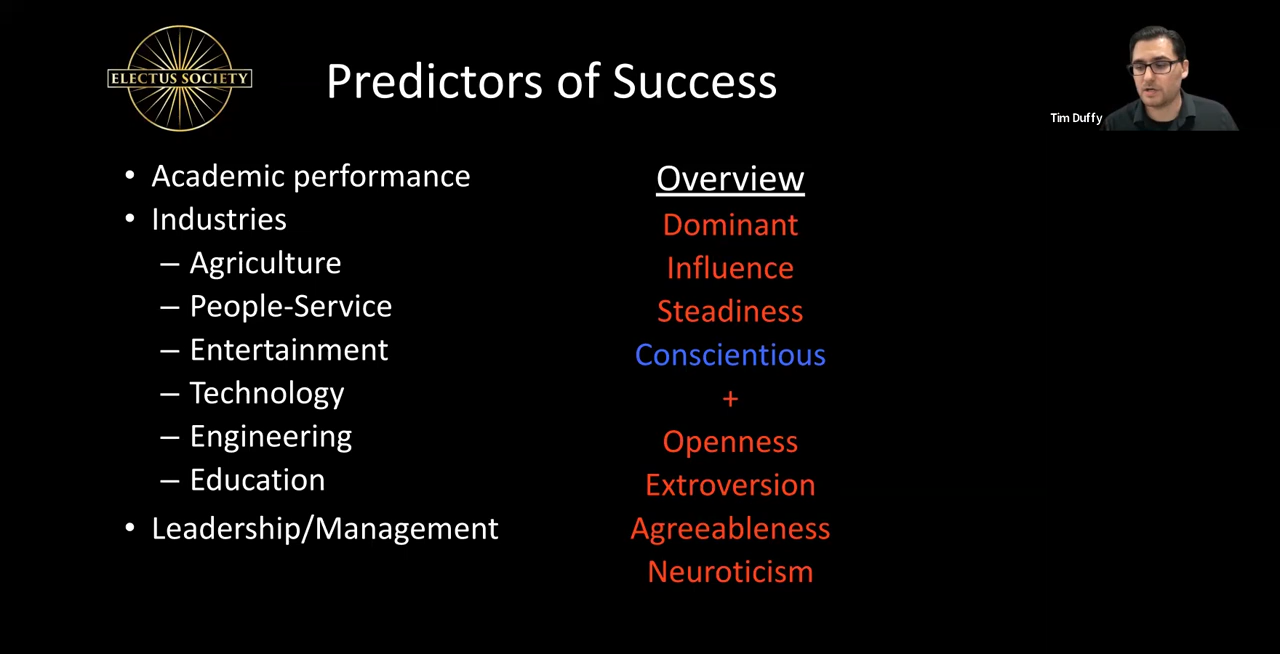 ELECTUS SOCIETY
Predictors of Success
Tim Duffy
• Academic performance
• Industries
– Agriculture
– People-Service
– Entertainment
– Technology
– Engineering
– Education
• Leadership/Management
Overview
Dominant
Influence
Steadiness
Conscientious
+
Openness
Extroversion
Agreeableness
Neuroticism